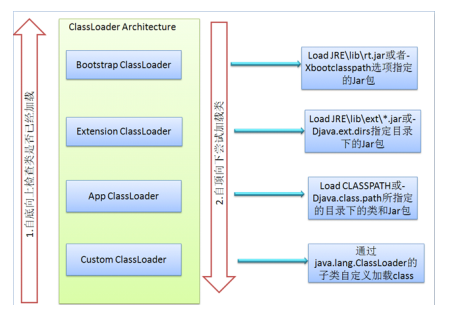 ClassLoader Architecture
1.自底向上检查类是否已经加载
Bootstrap ClassLoader
Extension ClassLoader
App ClassLoader
Custom ClassLoader
2.自顶向下尝试加载类
Load JRE\lib\rt.jar或者-
Xbootclasspath选项指定
的Jar包
Load JRE\lib\ext\*.jar或-
Djava.ext.dirs指定目录
下的Jar包
Load CLASSPATH或-
Djava.class.path所指定
的目录下的类和Jar包
通过
java.lang.ClassLoader的
子类自定义加载class